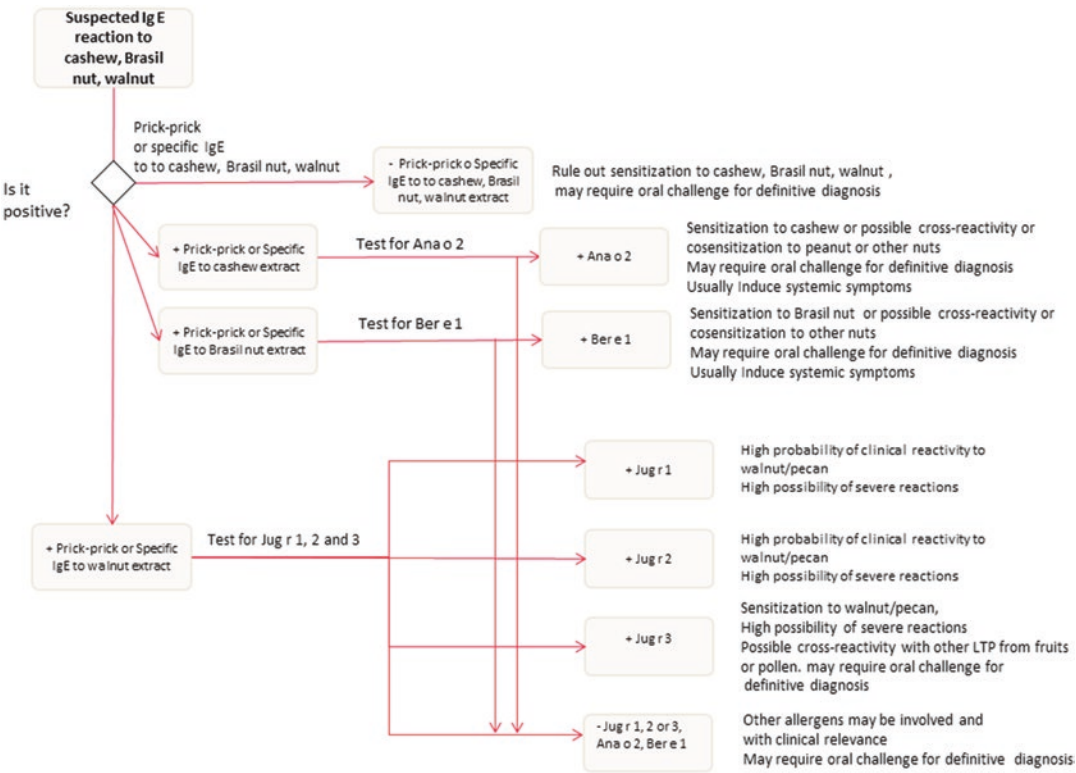 Suspected IgE
reaction to
cashew, Brasil
nut, walnut
Prick-prick
or specific IgE
to to cashew, Brasil nut, walnut
Is it
positive?
- Prick-prick o Specific
IgE to to cashew, Brasil
nut, walnut extract
Rule out sensitization to cashew, Brasil nut, walnut ,
may require oral challenge for definitive diagnosis
+ Prick-prick or Specific
IgE to cashew extract
Test for Ana o 2
+ Ana o 2
Sensitization to cashew or possible cross-reactivity or
cosensitization to peanut or other nuts
May require oral challenge for definitive diagnosis
Usually Induce systemic symptoms
+ Prick-prick or Specific
IgE to Brasil nut extract
Test for Ber e 1
+ Ber e 1
Sensitization to Brasil nut or possible cross-reactivity or
cosensitization to other nuts
May require oral challenge for definitive diagnosis
Usually Induce systemic symptoms
+ Prick-prick or Specific
IgE to walnut extract
Test for Jug r 1, 2 and 3
+ Jug r 1
High probability of clinical reactivity to
walnut/pecan
High possibility of severe reactions
+ Jug r 2
High probability of clinical reactivity to
walnut/pecan
High possibility of severe reactions
+ Jug r 3
Sensitization to walnut/pecan,
High possibility of severe reactions
Possible cross-reactivity with other LTP from fruits
or pollen. may require oral challenge for
definitive diagnosis
- Jug r 1, 2 or 3,
Ana o 2, Ber e 1
Other allergens may be involved and
with clinical relevance
May require oral challenge for definitive diagnosis